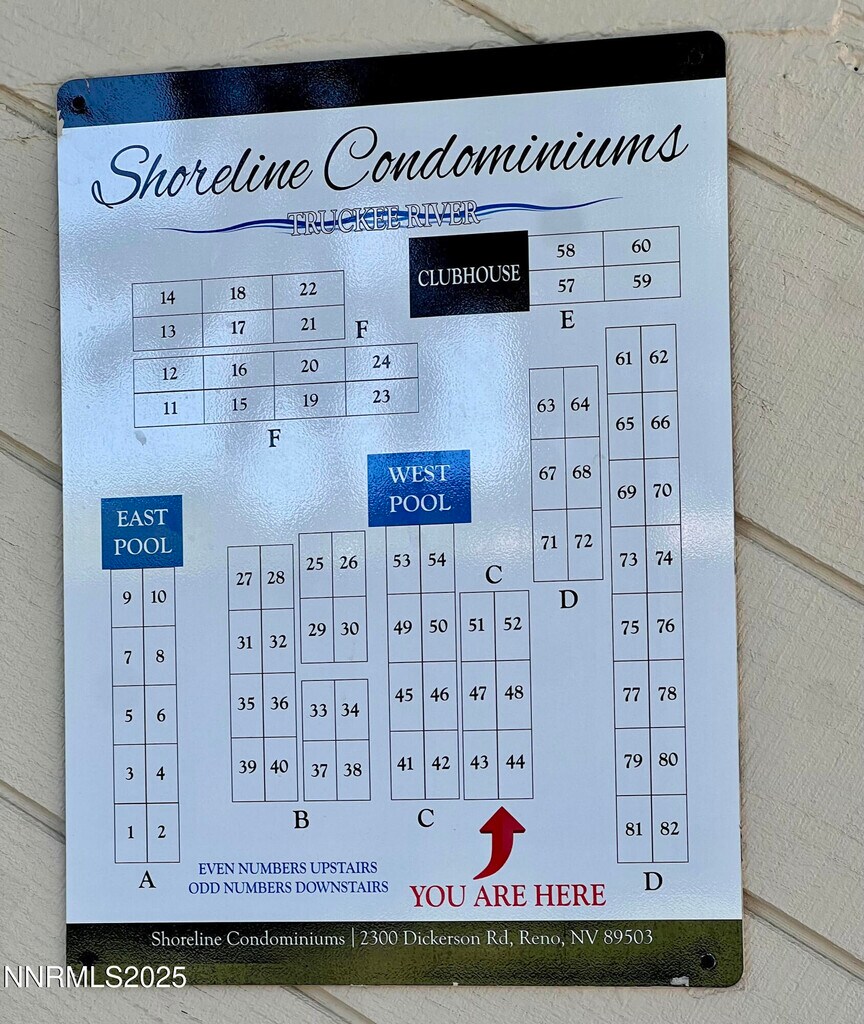 Shoreline Condominiums
TRUCKEE RIVER
CLUBHOUSE
58 60
57 59
E
14 18 22
13 17 21
F
12 16 20 24
11 15 19 23
F
61 62
65 66
69 70
73 74
75 76
77 78
79 80
81 82
D
63 64
67 68
71 72
D
WEST
POOL
53 54
49 50
45 46
41 42
C
C
51 52
47 48
43 44
EAST
POOL
9 10
7 8
5 6
3 4
1 2
A
27 28
31 32
35 36
39 40
25 26
29 30
33 34
37 38
B
EVEN NUMBERS UPSTAIRS
ODD NUMBERS DOWNSTAIRS
YOU ARE HERE
Shoreline Condominiums | 2300 Dickerson Rd, Reno, NV 89503
NNRMLS2025